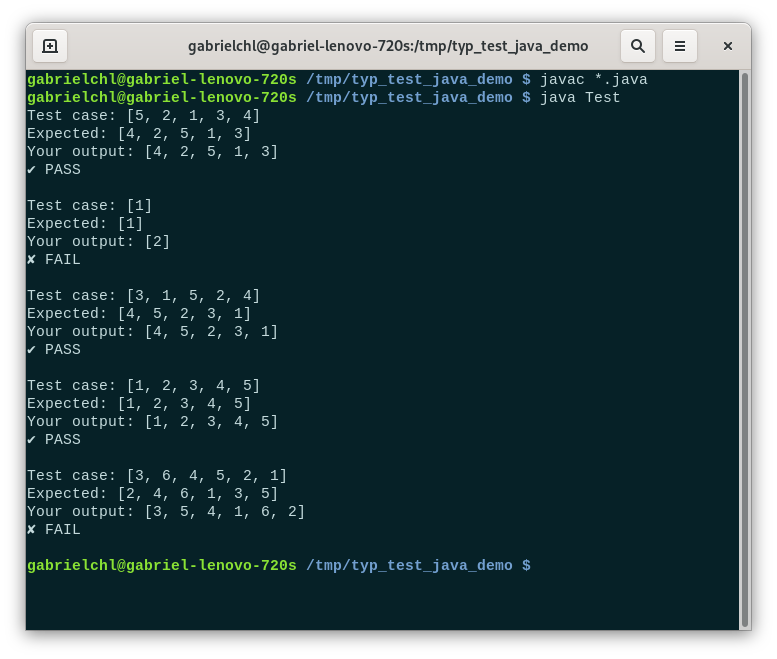 gabrielchl@gabriel-lenovo-720s:/tmp/typ_test_java_demo
gabrielchl@gabriel-lenovo-720s /tmp/typ_test_java_demo $ javac *.java
gabrielchl@gabriel-lenovo-720s /tmp/typ_test_java_demo $ java Test
Test case: [5, 2, 1, 3, 4]
Expected: [4, 2, 5, 1, 3]
Your output: [4, 2, 5, 1, 3]
✔ PASS
Test case: [1]
Expected: [1]
Your output: [2]
✘ FAIL
Test case: [3, 1, 5, 2, 4]
Expected: [4, 5, 2, 3, 1]
Your output: [4, 5, 2, 3, 1]
✔ PASS
Test case: [1, 2, 3, 4, 5]
Expected: [1, 2, 3, 4, 5]
Your output: [1, 2, 3, 4, 5]
✔ PASS
Test case: [3, 6, 4, 5, 2, 1]
Expected: [2, 4, 6, 1, 3, 5]
Your output: [3, 5, 4, 1, 6, 2]
✘ FAIL
gabrielchl@gabriel-lenovo-720s /tmp/typ_test_java_demo $